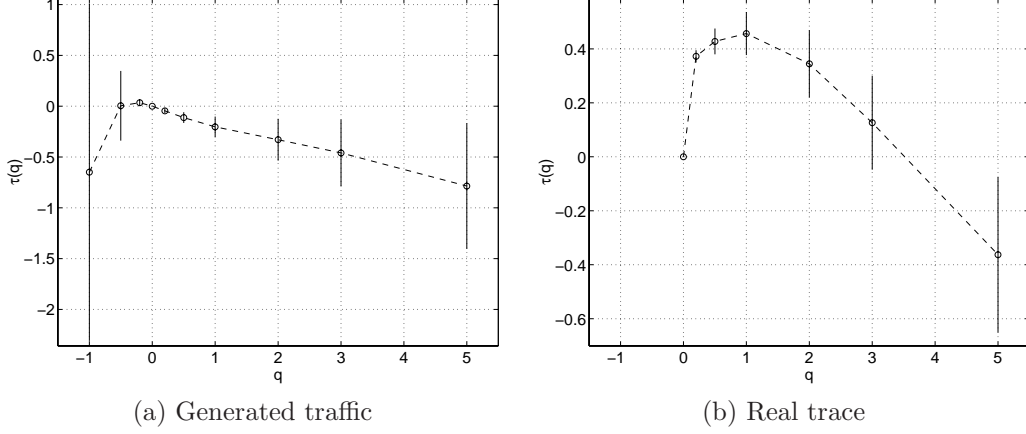 1
0.5
0
−0.5
−1
−1.5
−2
τ(q)
−1 0 1 2 3 4 5
q
(a) Generated traffic
0.4
0.2
0
−0.2
−0.4
−0.6
τ(q)
−1 0 1 2 3 4 5
q
(b) Real trace